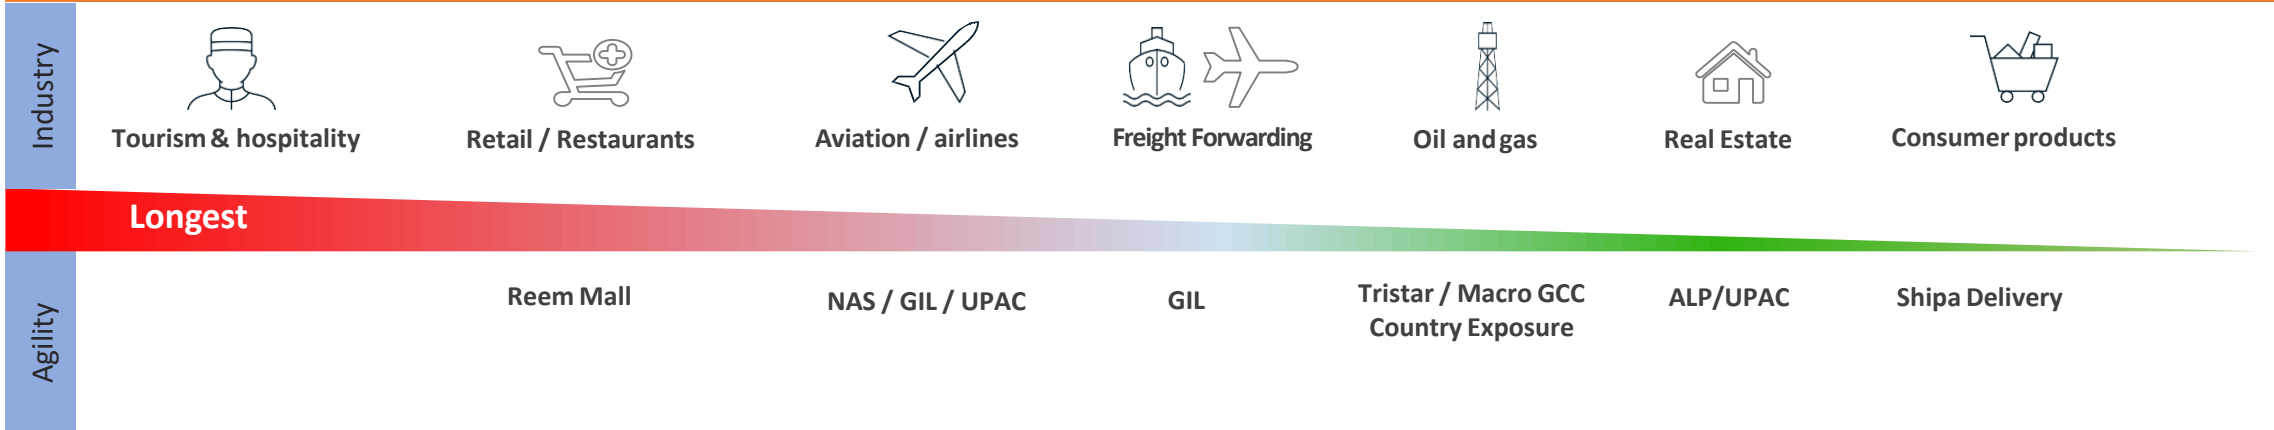 Industry
Tourism & hospitality
Retail / Restaurants
Aviation / airlines
Freight Forwarding
Oil and gas
Real Estate
Consumer products
Longest
Agility
Reem Mall
NAS / GIL / UPAC
GIL
Tristar / Macro GCC
Country Exposure
ALP/UPAC
Shipa Delivery